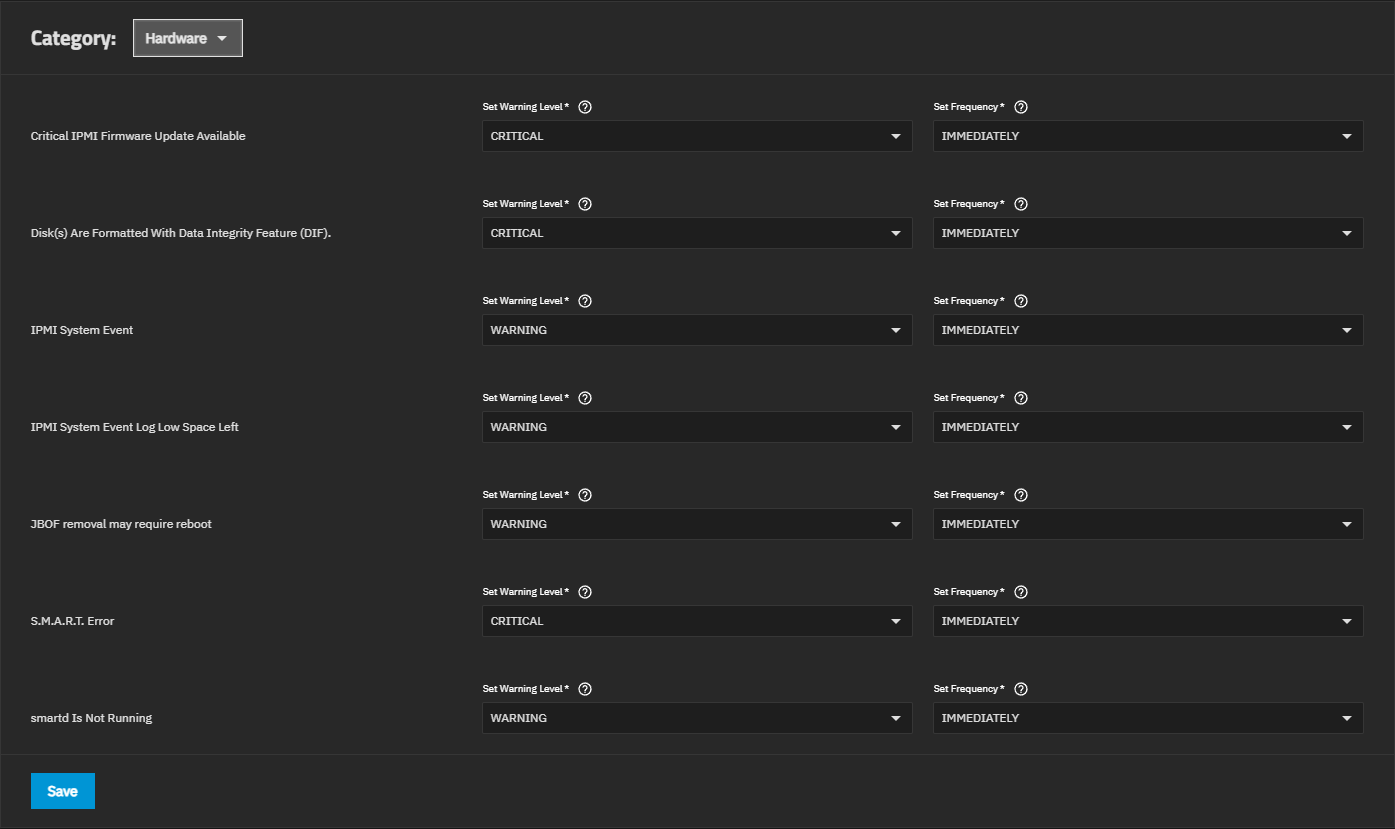 Category: Hardware
Set Warning Level * Set Frequency *
Critical IPMI Firmware Update Available CRITICAL IMMEDIATELY
Set Warning Level * Set Frequency *
Disk(s) Are Formatted With Data Integrity Feature (DIF). CRITICAL IMMEDIATELY
Set Warning Level * Set Frequency *
IPMI System Event WARNING IMMEDIATELY
Set Warning Level * Set Frequency *
IPMI System Event Log Low Space Left WARNING IMMEDIATELY
Set Warning Level * Set Frequency *
JBOF removal may require reboot WARNING IMMEDIATELY
Set Warning Level * Set Frequency *
S.M.A.R.T. Error CRITICAL IMMEDIATELY
Set Warning Level * Set Frequency *
smartd Is Not Running WARNING IMMEDIATELY
Save